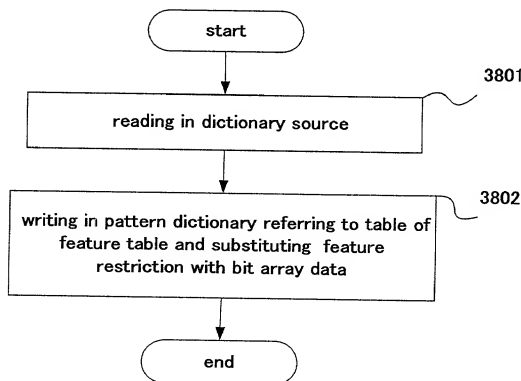 start
3801
reading in dictionary source
3802
writing in pattern dictionary referring to table of
feature table and substituting feature
restriction with bit array data
end